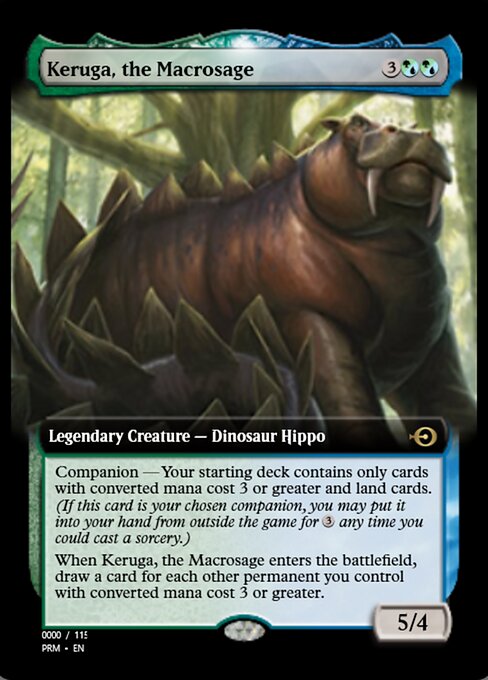 Keruga, the Macrosage 3
Legendary Creature — Dinosaur Hippo
Companion — Your starting deck contains only cards
with converted mana cost 3 or greater and land cards.
(If this card is your chosen companion, you may put it
into your hand from outside the game for 3 any time you
could cast a sorcery.)
When Keruga, the Macrosage enters the battlefield,
draw a card for each other permanent you control
with converted mana cost 3 or greater.
5/4
0000 / 115
PRM • EN